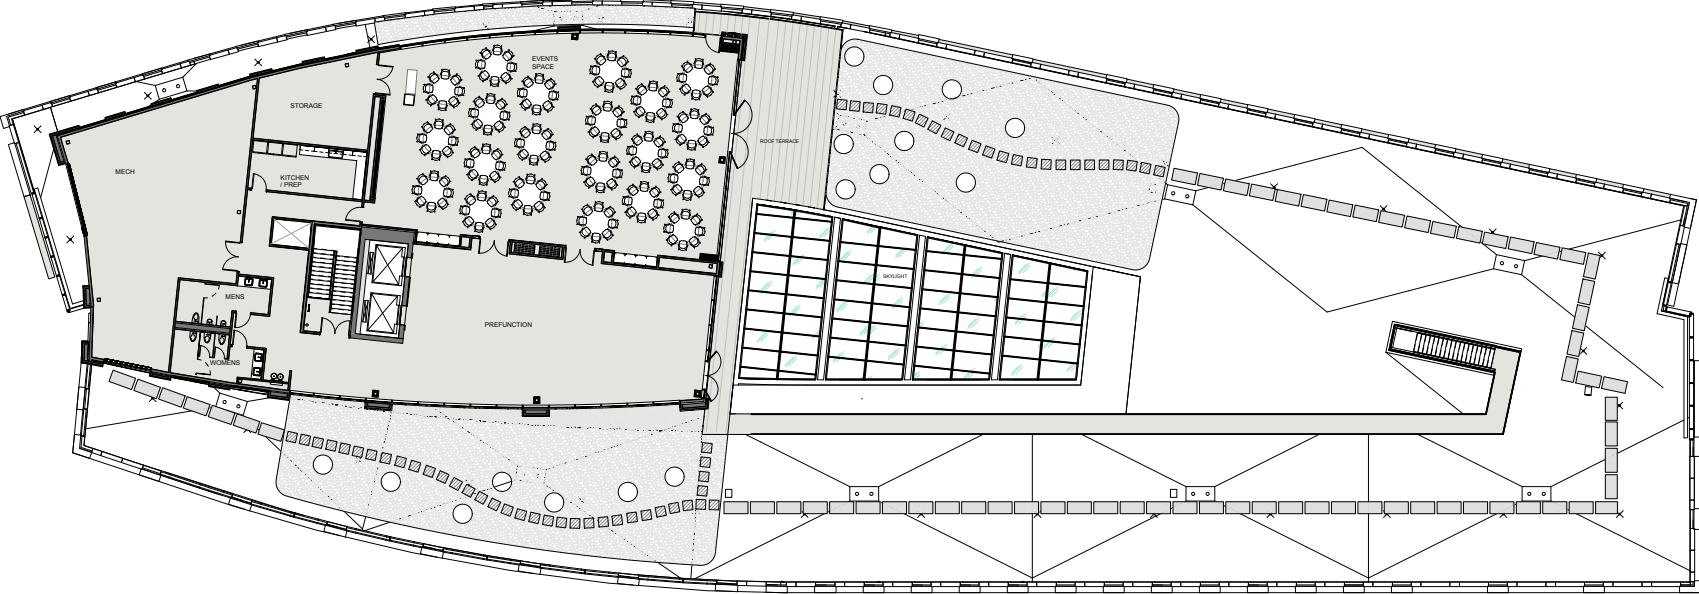 EVENTS
SPACE
STORAGE
ROOF TERRACE
MECH
KITCHEN
/ PREP
SKYLIGHT
MENS
PREFUNCTION
WOMENS